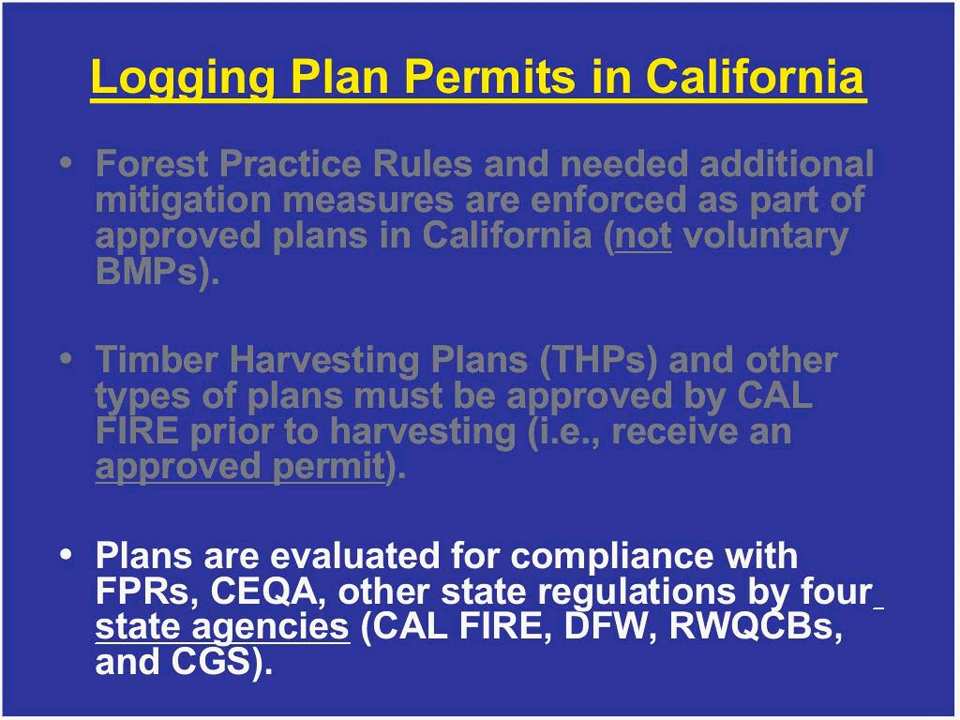 Logging Plan Permits in California
• Forest Practice Rules and needed additional
mitigation measures are enforced as part of
approved plans in California (not voluntary
BMPs).
• Timber Harvesting Plans (THPs) and other
types of plans must be approved by CAL
FIRE prior to harvesting (i.e., receive an
approved permit).
• Plans are evaluated for compliance with
FPRs, CEQA, other state regulations by four
state agencies (CAL FIRE, DFW, RWQCBs,
and CGS).